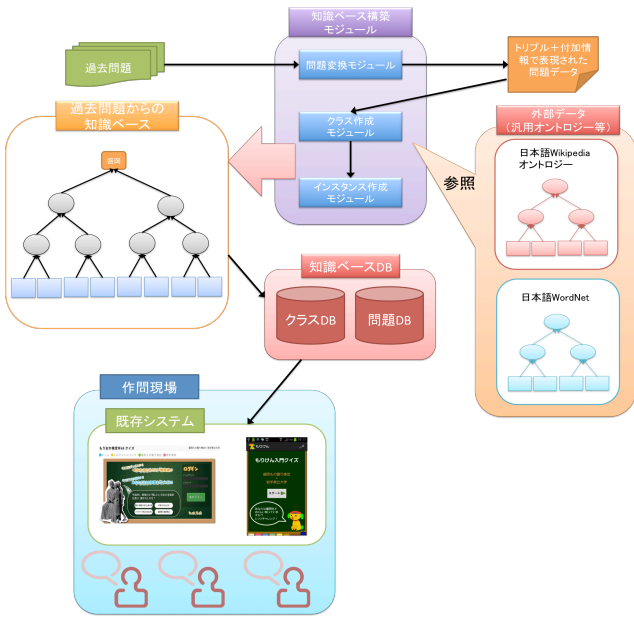 知識ベース構築
モジュール
過去問題
問題変換モジュール
トリプル+付加情
報で表現された
問題データ
過去問題からの
知識ベース
クラス作成
モジュール
インスタンス作成
モジュール
外部データ
(汎用オントロジー等)
参照
日本語Wikipedia
オントロジー
日本語WordNet
知識ベースDB
クラスDB
問題DB
作問現場
既存システム
もりけん
もりけん入門クイズ
ログイン